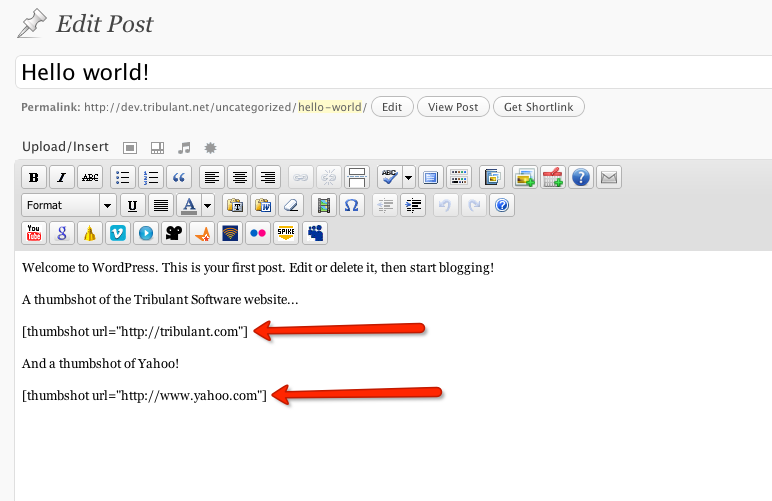 Edit Post
Hello world!
Permalink: http://dev.tribulant.net/uncategorized/hello-world/ Edit View Post Get Shortlink
Upload/Insert
B I ABC “ ABC ?
Format U A T W Ω ?
You Tube g SPIKE
Welcome to WordPress. This is your first post. Edit or delete it, then start blogging!
A thumbshot of the Tribulant Software website...
[thumbshot url="http://tribulant.com"]
And a thumbshot of Yahoo!
[thumbshot url="http://www.yahoo.com"]